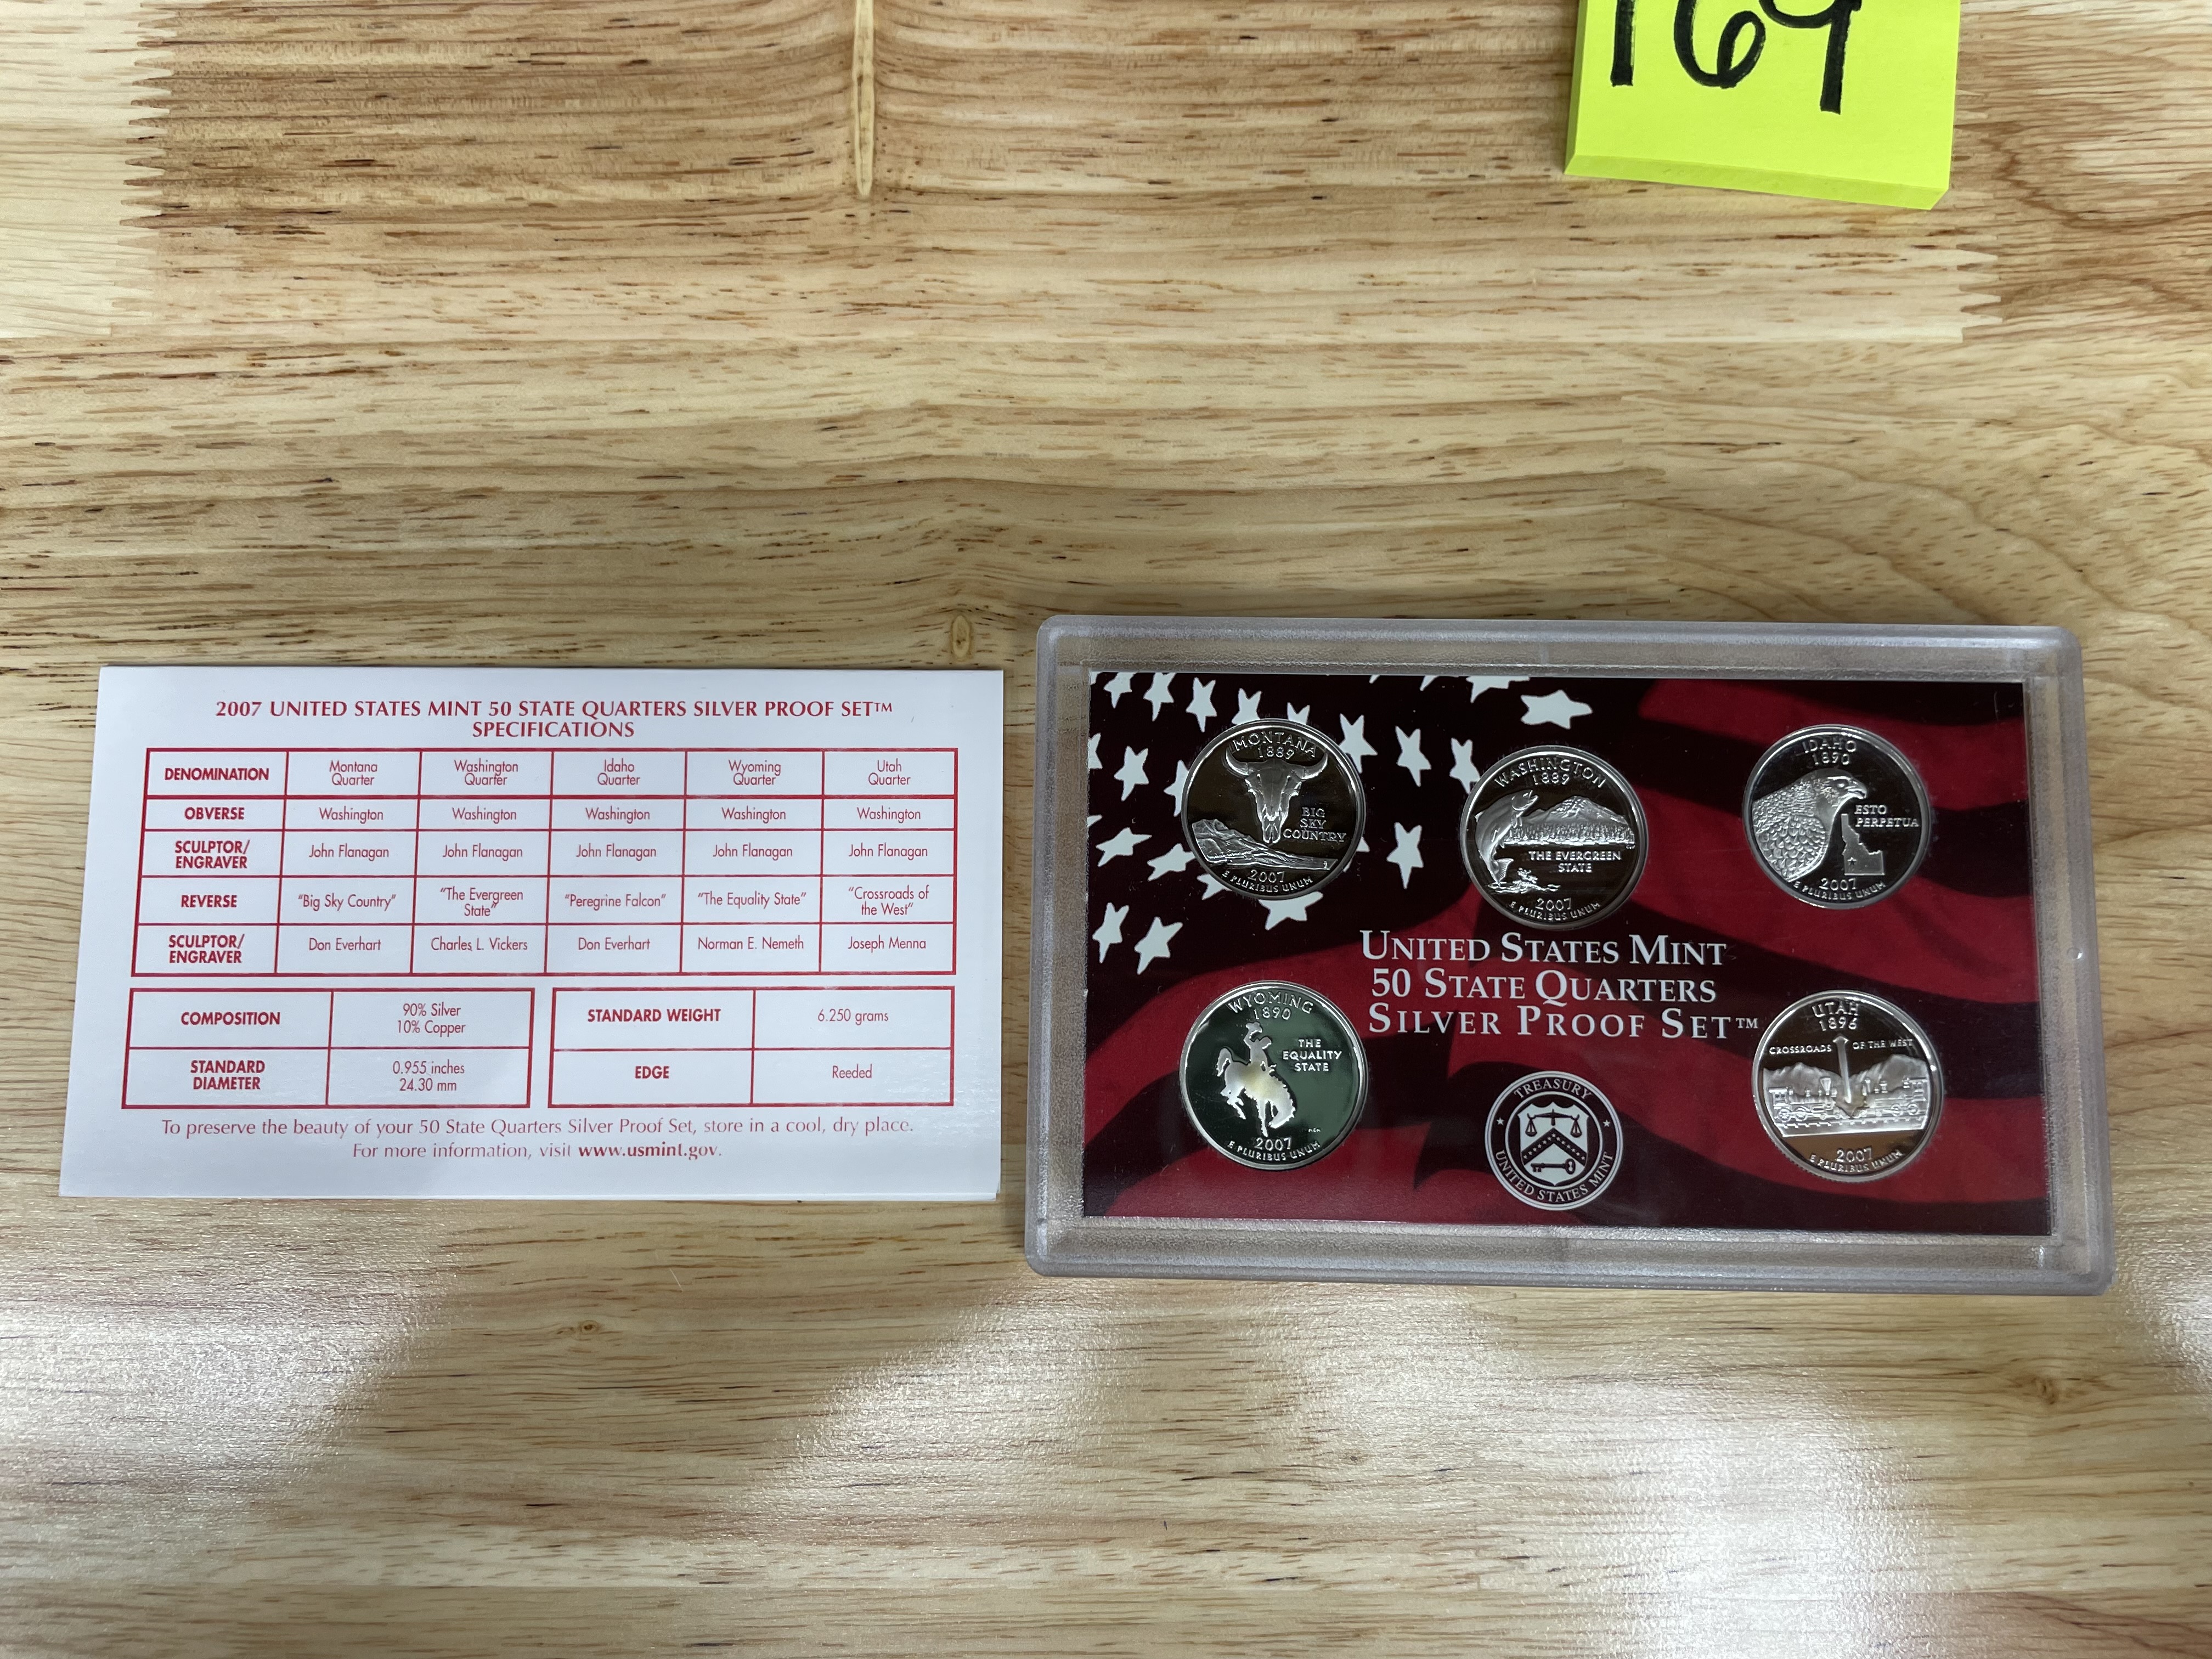 169
2007 UNITED STATES MINT 50 STATE QUARTERS SILVER PROOF SET™
SPECIFICATIONS
DENOMINATION Montana Quarter Washington Quarter Idaho Quarter Wyoming Quarter Utah Quarter
OBVERSE Washington Washington Washington Washington Washington
SCULPTOR/ ENGRAVER John Flanagan John Flanagan John Flanagan John Flanagan John Flanagan
REVERSE "Big Sky Country" "The Evergreen State" "Peregrine Falcon" "The Equality State" "Crossroads of the West"
SCULPTOR/ ENGRAVER Don Everhart Charles L. Vickers Don Everhart Norman E. Nemeth Joseph Menna
COMPOSITION 90% Silver 10% Copper
STANDARD DIAMETER 0.955 inches 24.30 mm
STANDARD WEIGHT 6.250 grams
EDGE Reeded
To preserve the beauty of your 50 State Quarters Silver Proof Set, store in a cool, dry place.
For more information, visit www.usmint.gov.
MONTANA
1889
BIG
SKY
COUNTRY
2007
E PLURIBUS UNUM
WASHINGTON
1889
THE EVERGREEN
STATE
2007
E PLURIBUS UNUM
IDAHO
1890
ESTO
PERPETUA
2007
E PLURIBUS UNUM
UNITED STATES MINT
50 STATE QUARTERS
SILVER PROOF SET™
WYOMING
1890
THE
EQUALITY
STATE
2007
E PLURIBUS UNUM
TREASURY
UNITED STATES MINT
UTAH
1896
CROSSROADS OF THE WEST
2007
E PLURIBUS UNUM